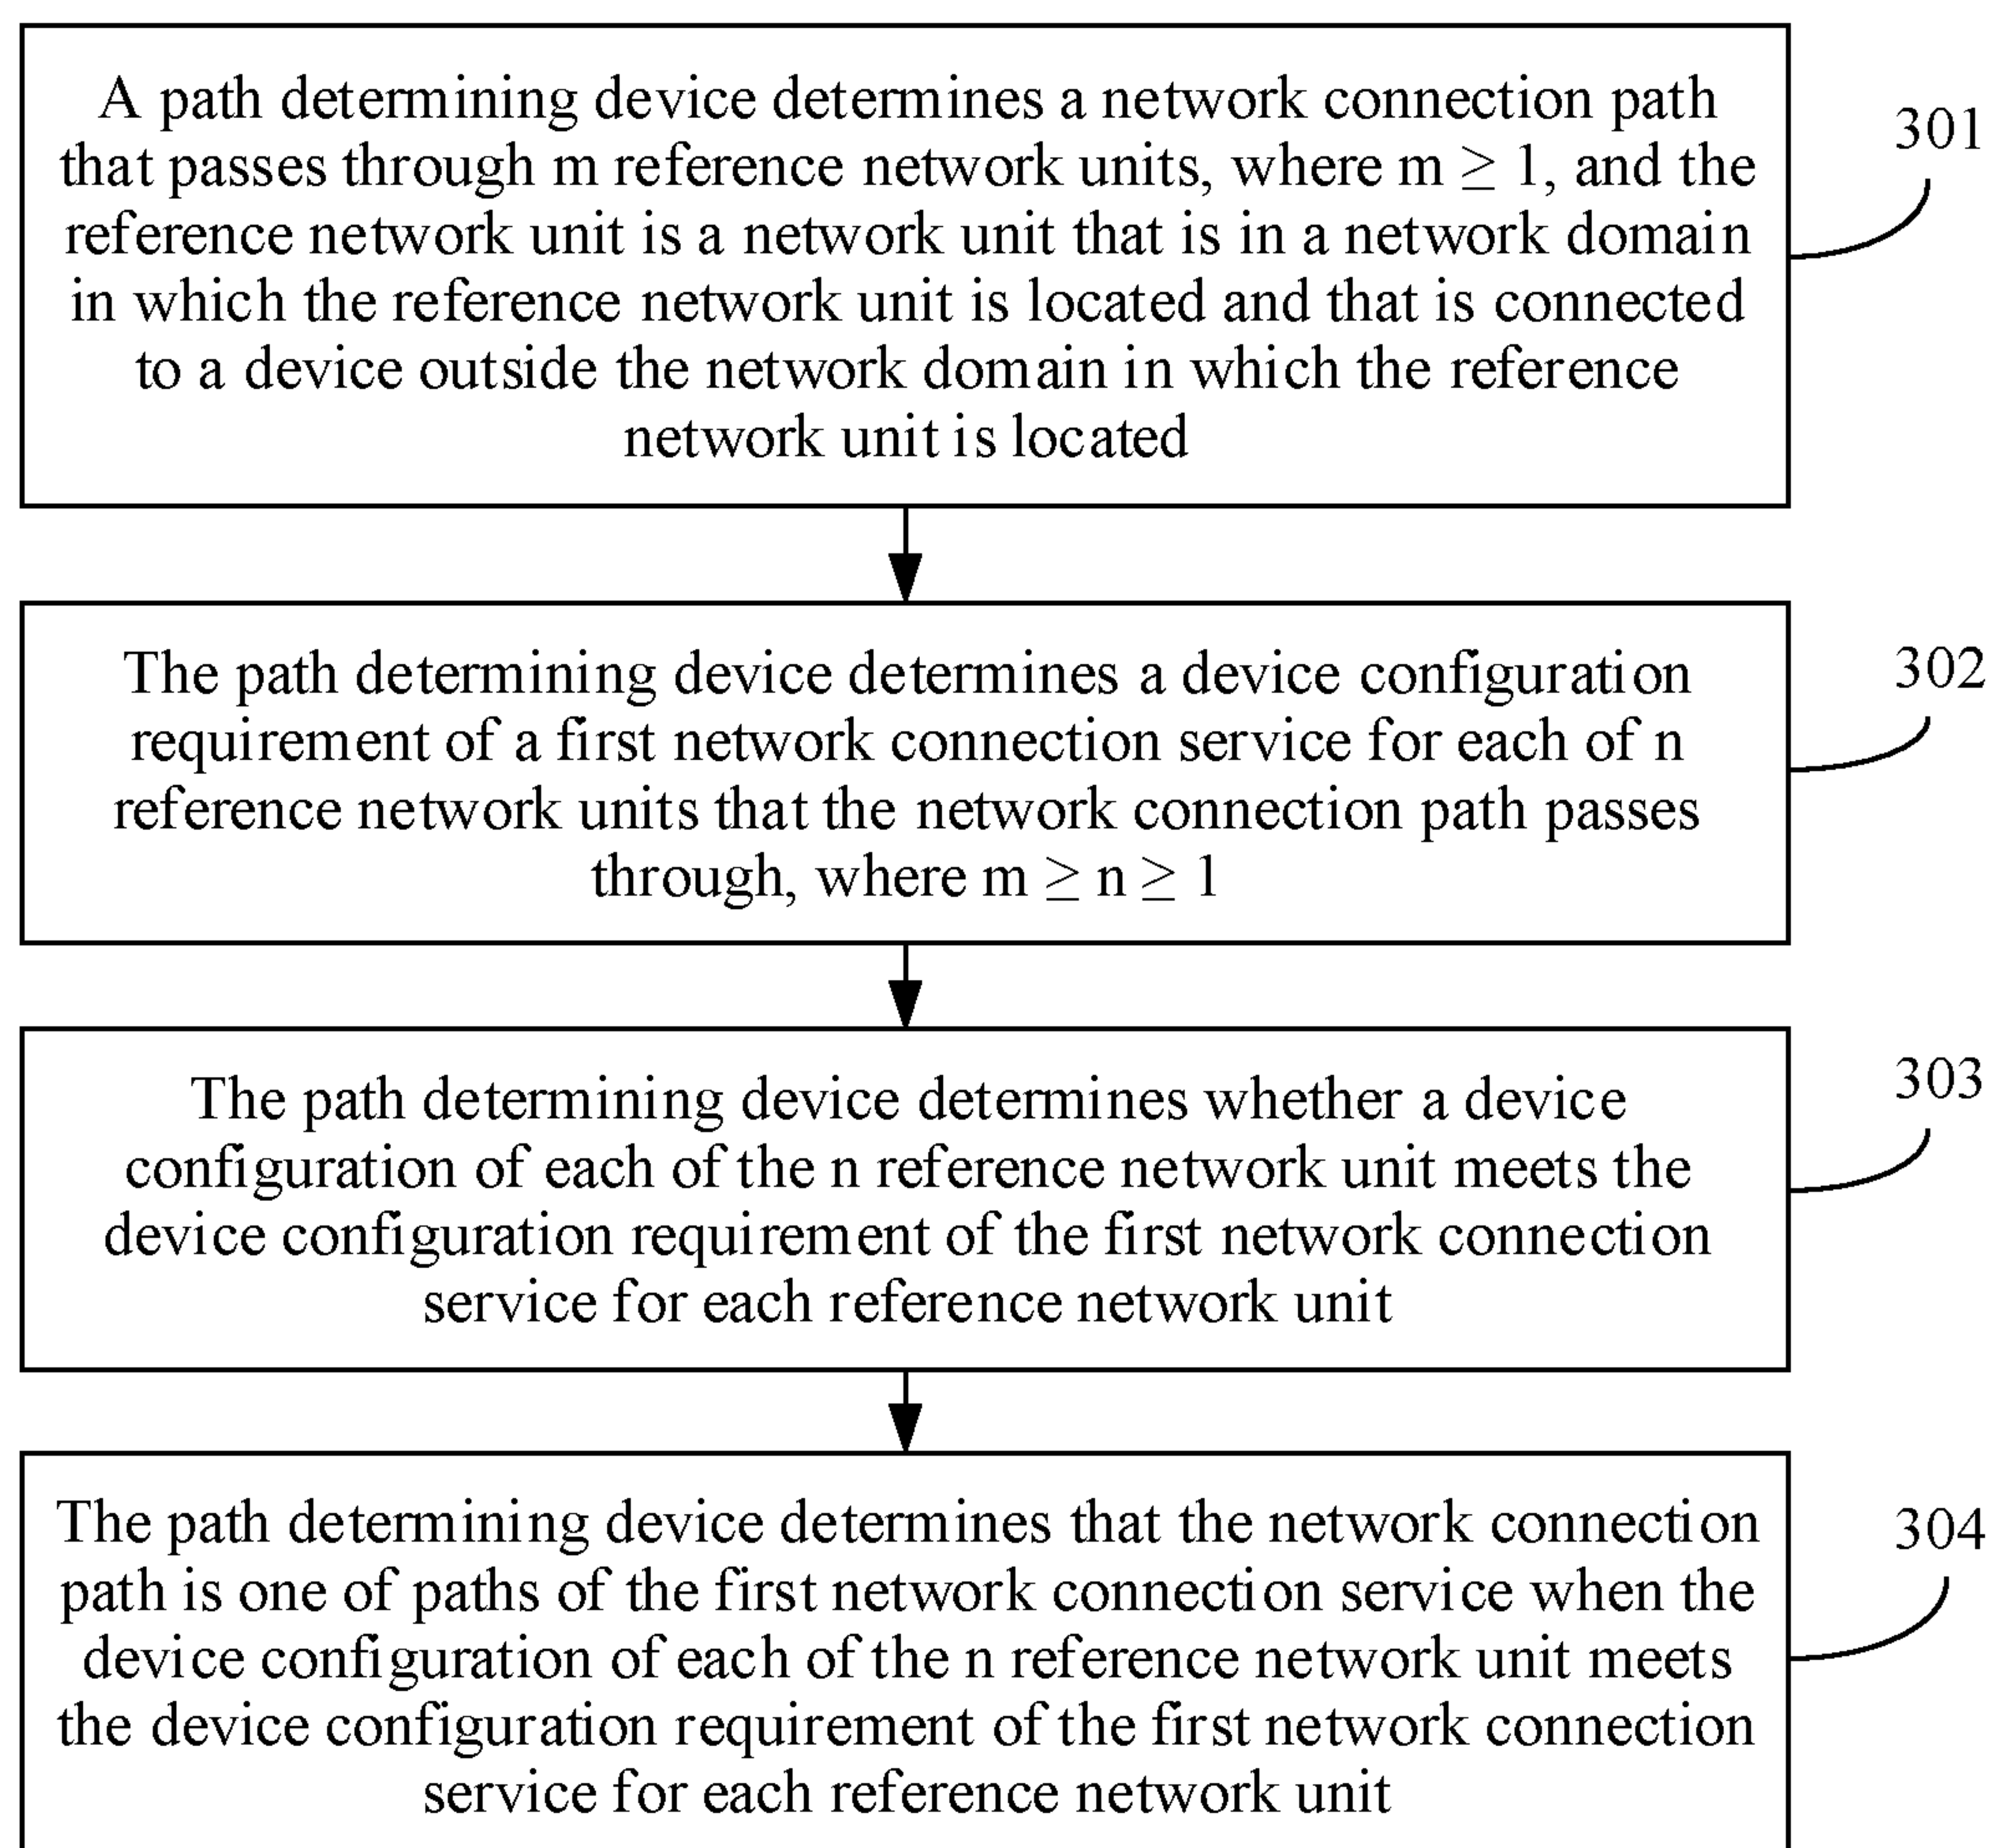 A path determining device determines a network connection path
that passes through m reference network units, where m ≥ 1, and the
reference network unit is a network unit that is in a network domain
in which the reference network unit is located and that is connected
to a device outside the network domain in which the reference
network unit is located
301
The path determining device determines a device configuration
requirement of a first network connection service for each of n
reference network units that the network connection path passes
through, where m ≥ n ≥ 1
302
The path determining device determines whether a device
configuration of each of the n reference network unit meets the
device configuration requirement of the first network connection
service for each reference network unit
303
The path determining device determines that the network connection
path is one of paths of the first network connection service when the
device configuration of each of the n reference network unit meets
the device configuration requirement of the first network connection
service for each reference network unit
304